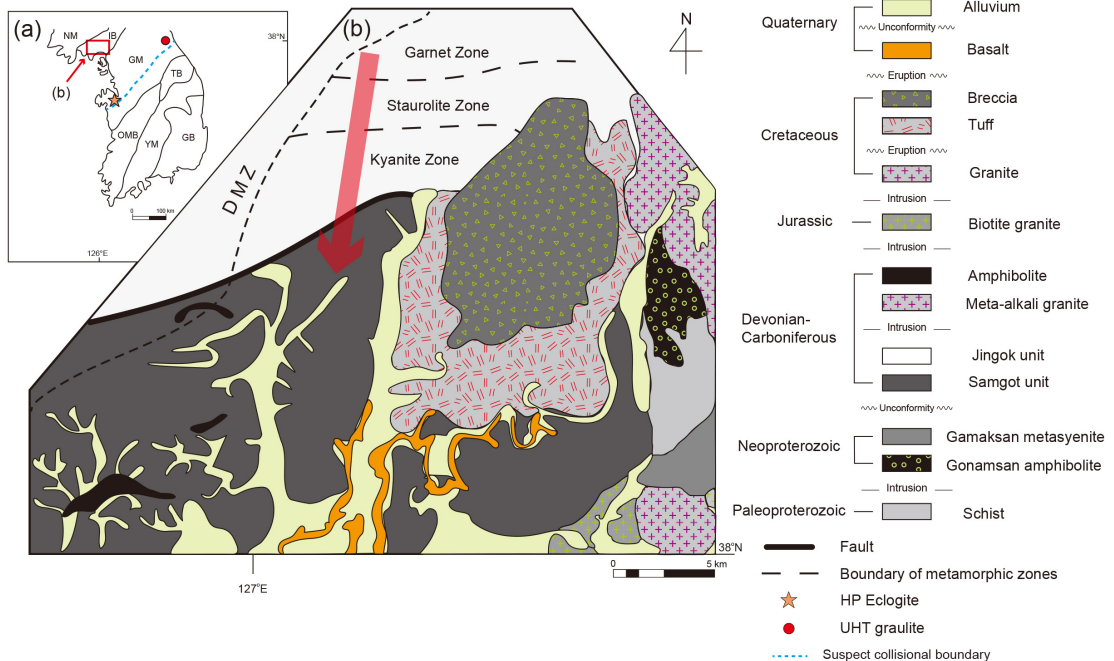 (a)
NM
IB
GM
TB
(b)
OMB
YM
GB
38°N
0 100 km
126°E
(b)
N
Garnet Zone
Staurolite Zone
Kyanite Zone
DMZ
127°E
38°N
0 5 km
Quaternary
Alluvium
Unconformity
Basalt
Eruption
Cretaceous
Breccia
Tuff
Eruption
Granite
Intrusion
Jurassic
Biotite granite
Intrusion
Devonian-
Carboniferous
Amphibolite
Meta-alkali granite
Intrusion
Jingok unit
Samgot unit
Unconformity
Neoproterozoic
Gamaksan metasyenite
Gonamsan amphibolite
Intrusion
Paleoproterozoic
Schist
Fault
Boundary of metamorphic zones
HP Eclogite
UHT graulite
Suspect collisional boundary